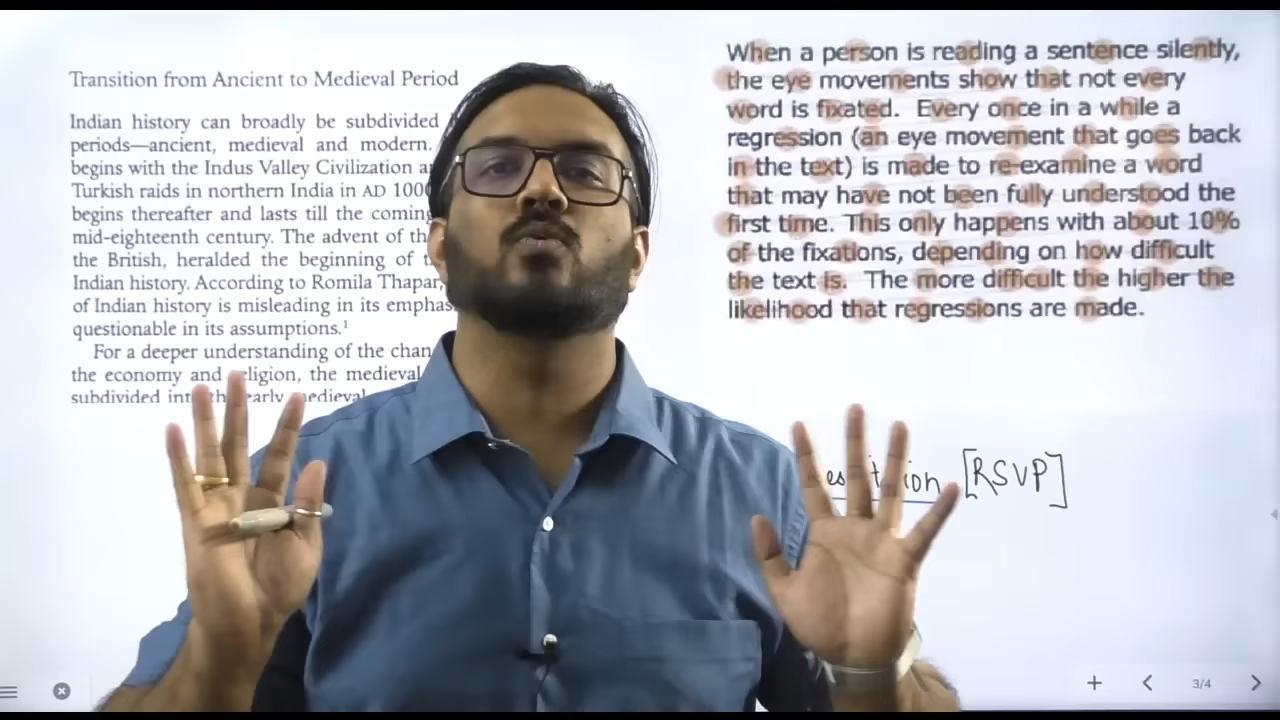 Transition from Ancient to Medieval Period
Indian history can broadly be subdivided
periods—ancient, medieval and modern.
begins with the Indus Valley Civilization
Turkish raids in northern India in AD 1000
begins thereafter and lasts till the coming
mid-eighteenth century. The advent of
the British, heralded the beginning of
Indian history. According to Romila Thapar,
of Indian history is misleading in its
questionable in its assumptions.¹
For a deeper understanding of the
the economy and religion, the medieval
subdivided early medieval
When a person is reading a sentence silently,
the eye movements show that not every
word is fixated. Every once in a while a
regression (an eye movement that goes back
in the text) is made to re-examine a word
that may have not been fully understood the
first time. This only happens with about 10%
of the fixations, depending on how difficult
the text is. The more difficult the higher the
likelihood that regressions are made.
[RSVP]
3/4